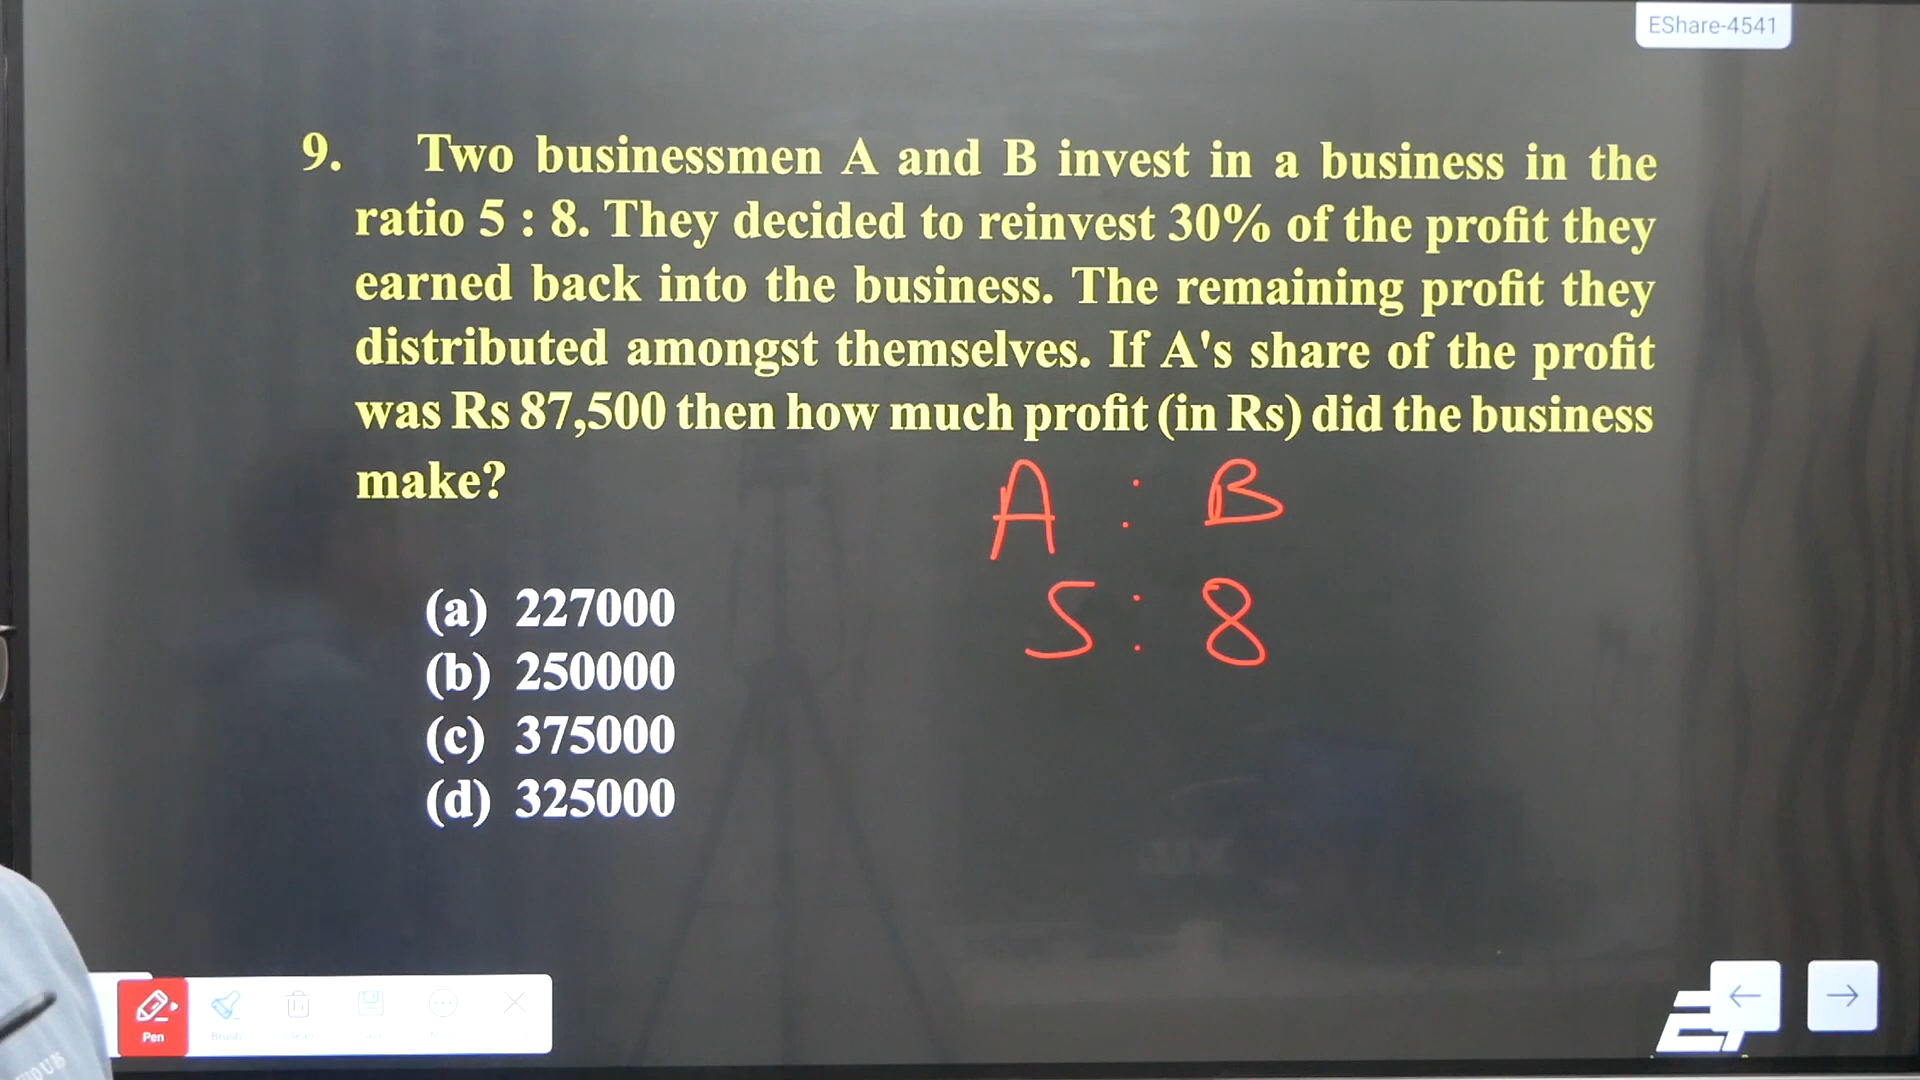 EShare-4541
9. Two businessmen A and B invest in a business in the
ratio 5 : 8. They decided to reinvest 30% of the profit they
earned back into the business. The remaining profit they
distributed amongst themselves. If A's share of the profit
was Rs 87,500 then how much profit (in Rs) did the business
make?
A : B
5 : 8
(a) 227000
(b) 250000
(c) 375000
(d) 325000
Pen
Brush